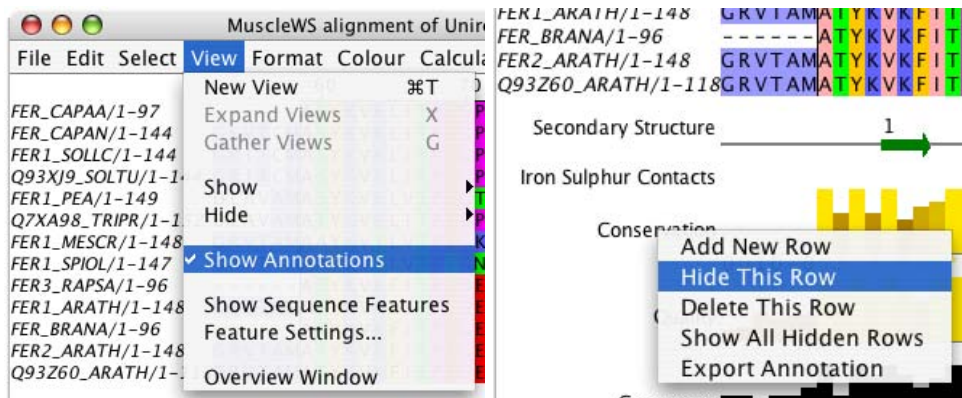 MuscleWS alignment of Uniref
File Edit Select View Format Colour Calcula
New View ⌘T
Expand Views X
Gather Views G
Show
Hide
✓ Show Annotations
Show Sequence Features
Feature Settings...
Overview Window
FER_CAPAA/1-97
FER_CAPAN/1-144
FER1_SOLLC/1-144
Q93XJ9_SOLTU/1-1
FER1_PEA/1-149
Q7XA98_TRIPR/1-1
FER1_MESCR/1-148
FER1_SPIOL/1-147
FER3_RAPSA/1-96
FER1_ARATH/1-148
FER_BRANA/1-96
FER2_ARATH/1-148
Q93Z60_ARATH/1-
FER1_ARATH/1-148 GRVTAMATYKVKFIT
FER_BRANA/1-96 ------ATYKVKFIT
FER2_ARATH/1-148 GRVTAMATYKVKFIT
Q93Z60_ARATH/1-118 GRVTAMATYKVKFIT
Secondary Structure 1
Iron Sulphur Contacts
Conservation
Add New Row
Hide This Row
Delete This Row
Show All Hidden Rows
Export Annotation